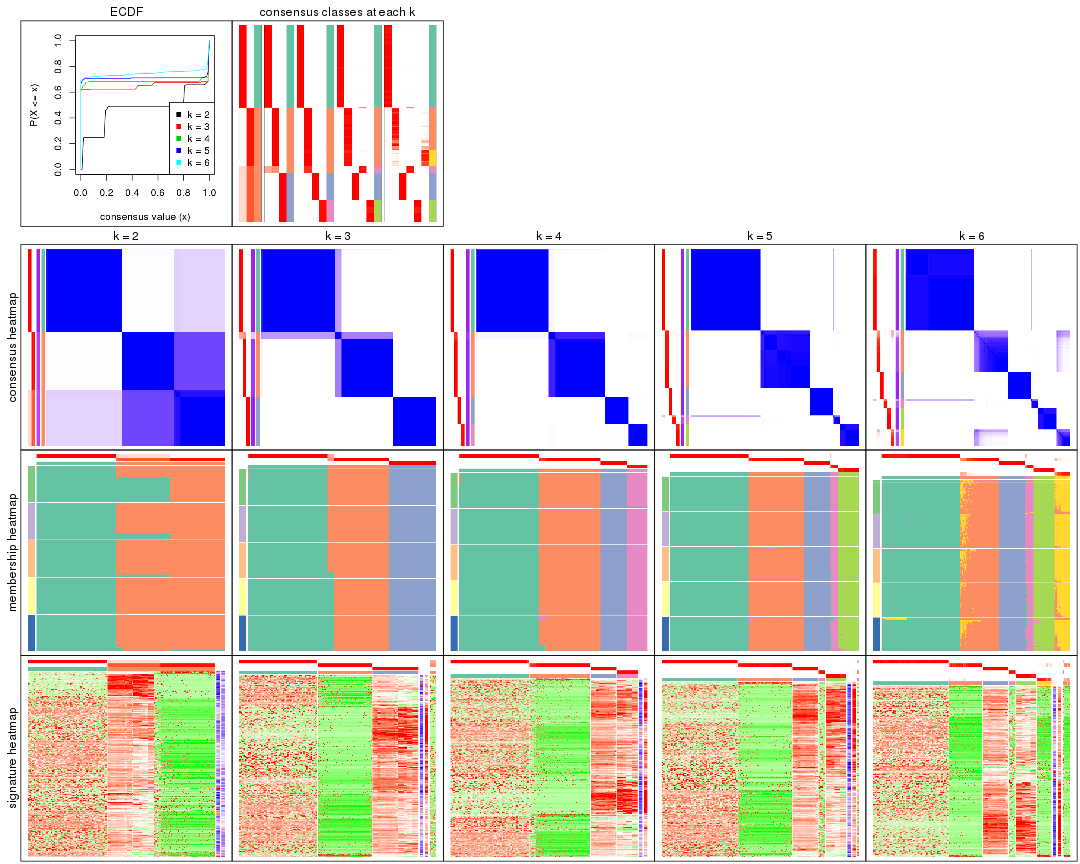 ECDF
consensus classes at each k
P(X <= x)
0.0 0.2 0.4 0.6 0.8 1.0
k = 2
k = 3
k = 4
k = 5
k = 6
0.0 0.2 0.4 0.6 0.8 1.0
consensus value (x)
k = 2 k = 3 k = 4 k = 5 k = 6
consensus heatmap
membership heatmap
signature heatmap